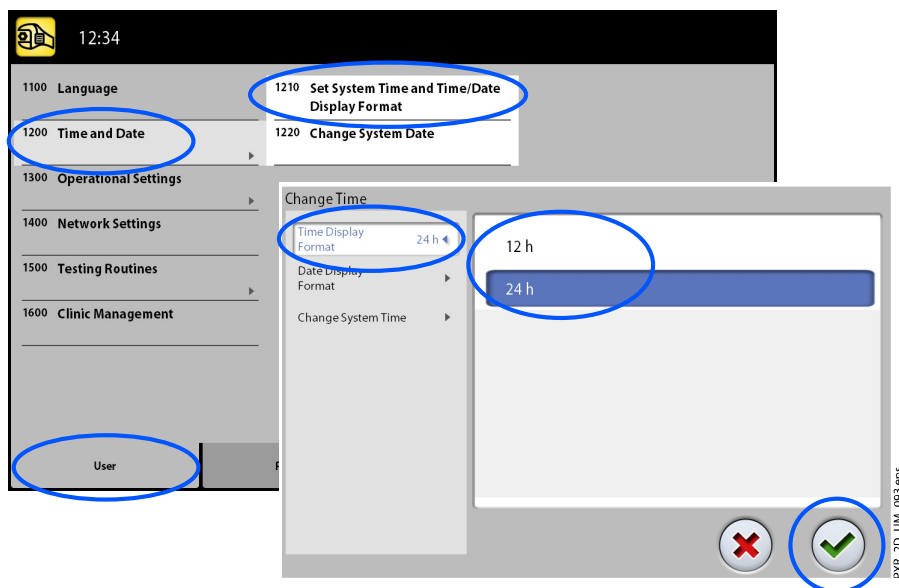 12:34
1100 Language
1200 Time and Date
1300 Operational Settings
1400 Network Settings
1500 Testing Routines
1600 Clinic Management
1210 Set System Time and Time/Date
Display Format
1220 Change System Date
User
Change Time
Time Display
Format
24 h
Date Display
Format
Change System Time
12 h
24 h